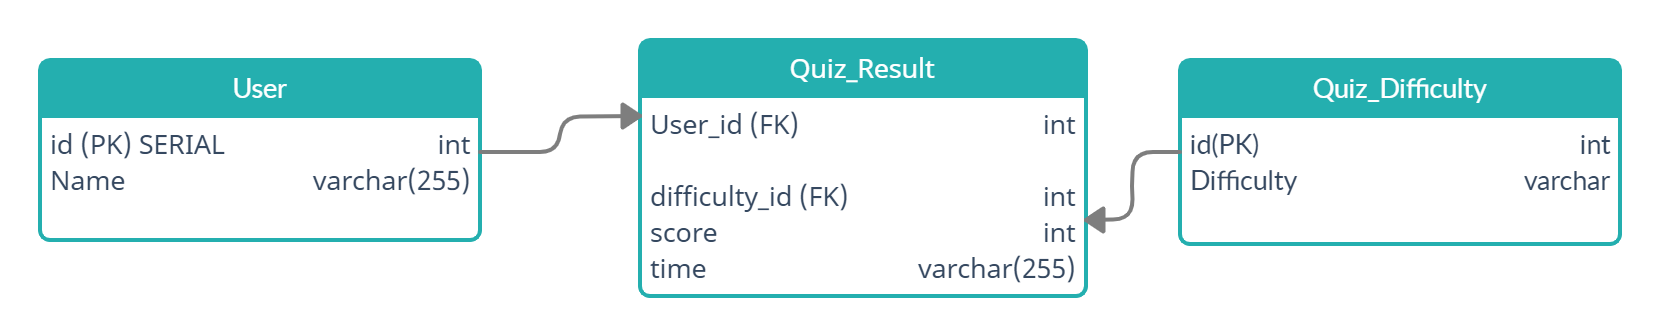 User
id (PK) SERIAL int
Name varchar(255)
Quiz_Result
User_id (FK) int
difficulty_id (FK) int
score int
time varchar(255)
Quiz_Difficulty
id(PK) int
Difficulty varchar